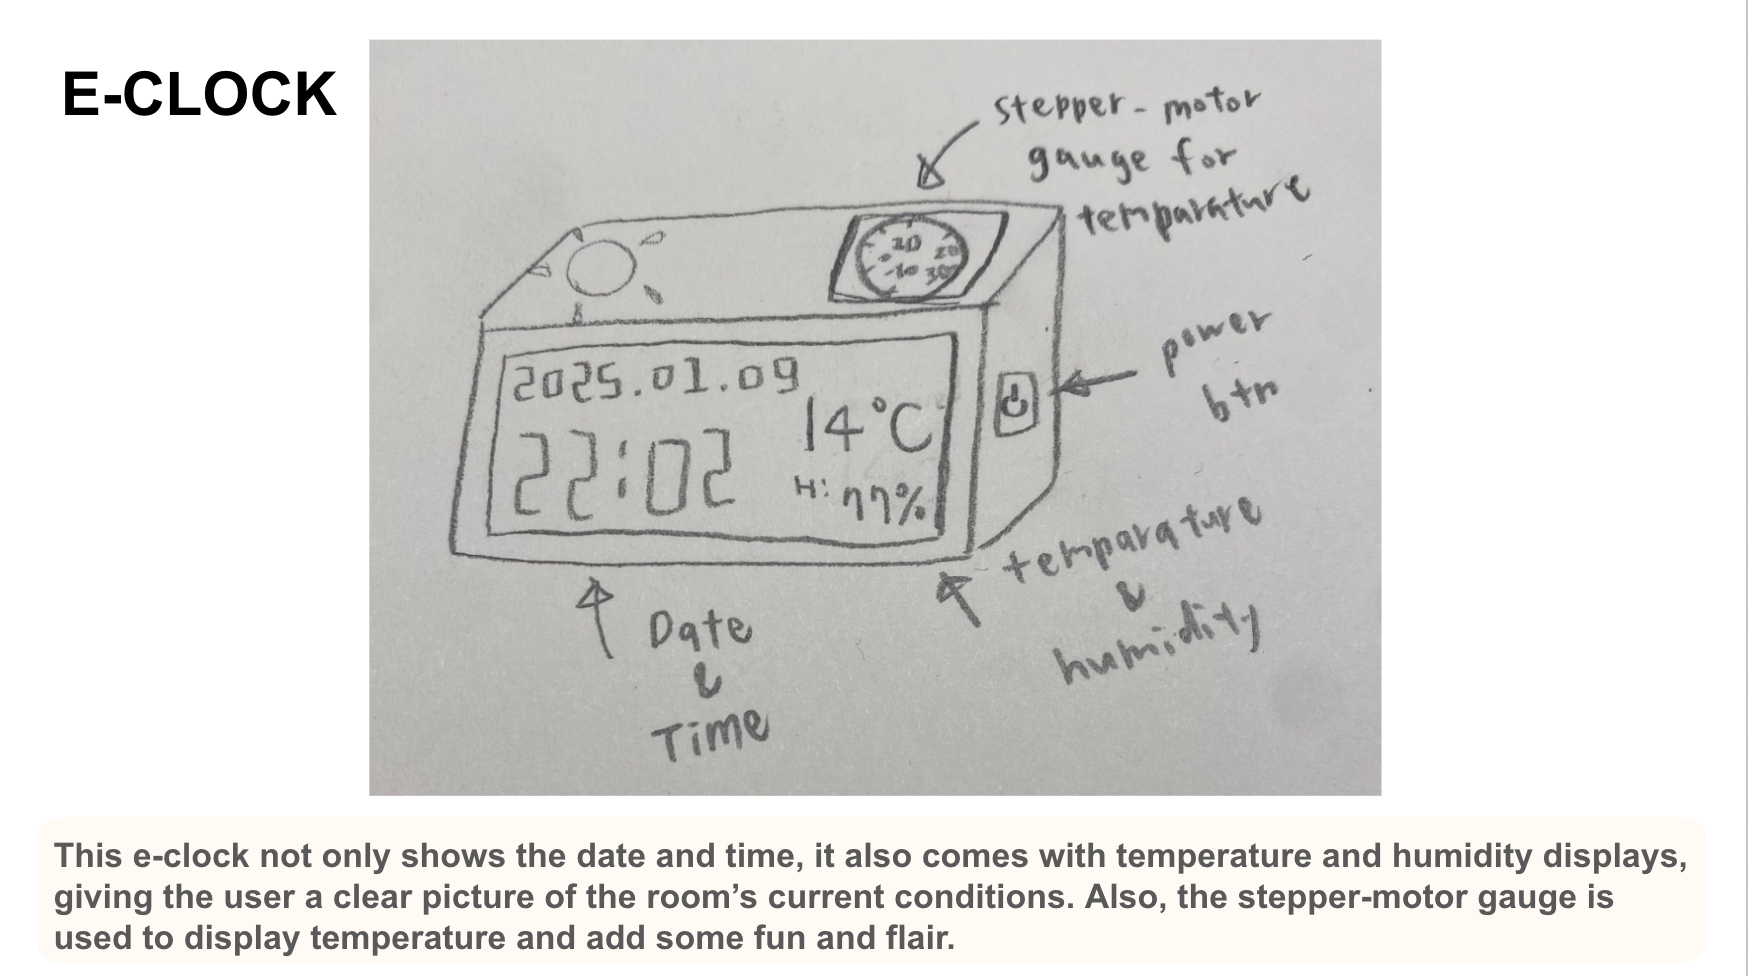 E-CLOCK
stepper-motor
gauge for
temparature
10
20
-10
30
2025.01.09
14°C
22:02
H: 77%
power
btn
temparature
&
humidity
Date
&
Time
This e-clock not only shows the date and time, it also comes with temperature and humidity displays,
giving the user a clear picture of the room’s current conditions. Also, the stepper-motor gauge is
used to display temperature and add some fun and flair.